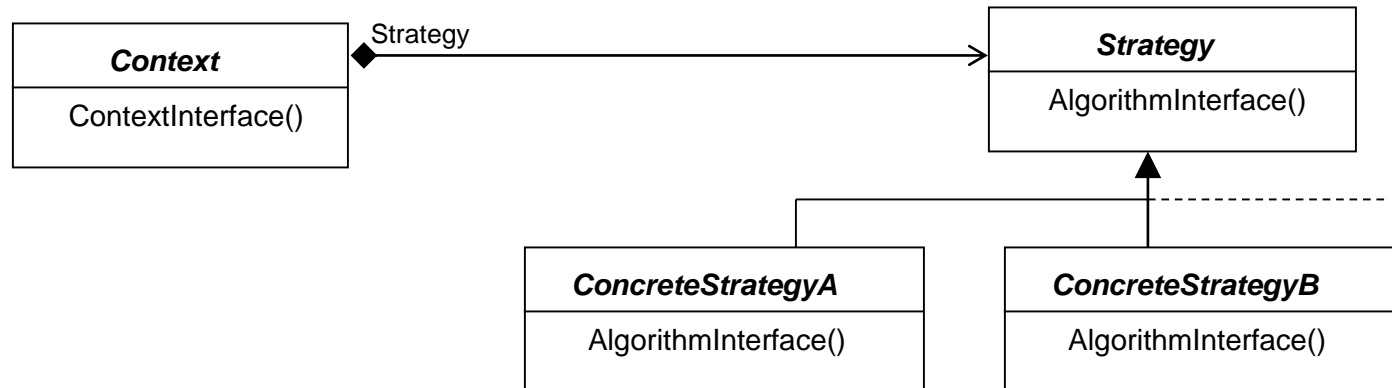 Strategy
Context
ContextInterface()
Strategy
AlgorithmInterface()
ConcreteStrategyA
AlgorithmInterface()
ConcreteStrategyB
AlgorithmInterface()